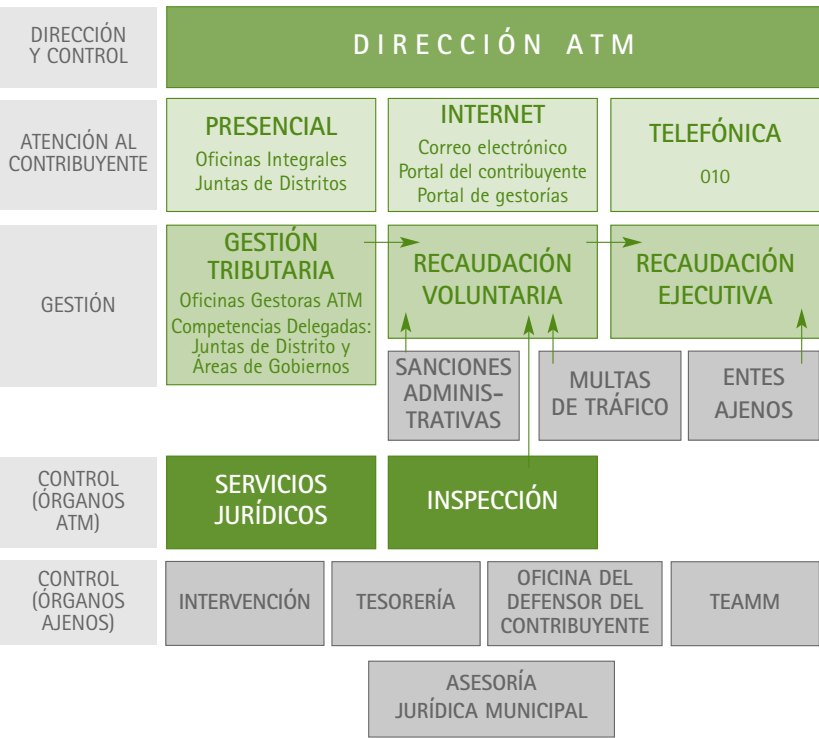 DIRECCIÓN
Y CONTROL
DIRECCIÓN ATM
ATENCIÓN AL
CONTRIBUYENTE
PRESENCIAL
Oficinas Integrales
Juntas de Distritos
INTERNET
Correo electrónico
Portal del contribuyente
Portal de gestorías
TELEFÓNICA
010
GESTIÓN
GESTIÓN
TRIBUTARIA
Oficinas Gestoras ATM
Competencias Delegadas:
Juntas de Distrito y
Áreas de Gobiernos
RECAUDACIÓN
VOLUNTARIA
RECAUDACIÓN
EJECUTIVA
SANCIONES
ADMINIS-
TRATIVAS
MULTAS
DE TRÁFICO
ENTES
AJENOS
CONTROL
(ÓRGANOS
ATM)
SERVICIOS
JURÍDICOS
INSPECCIÓN
CONTROL
(ÓRGANOS
AJENOS)
INTERVENCIÓN
TESORERÍA
OFICINA DEL
DEFENSOR DEL
CONTRIBUYENTE
TEAMM
ASESORÍA
JURÍDICA MUNICIPAL